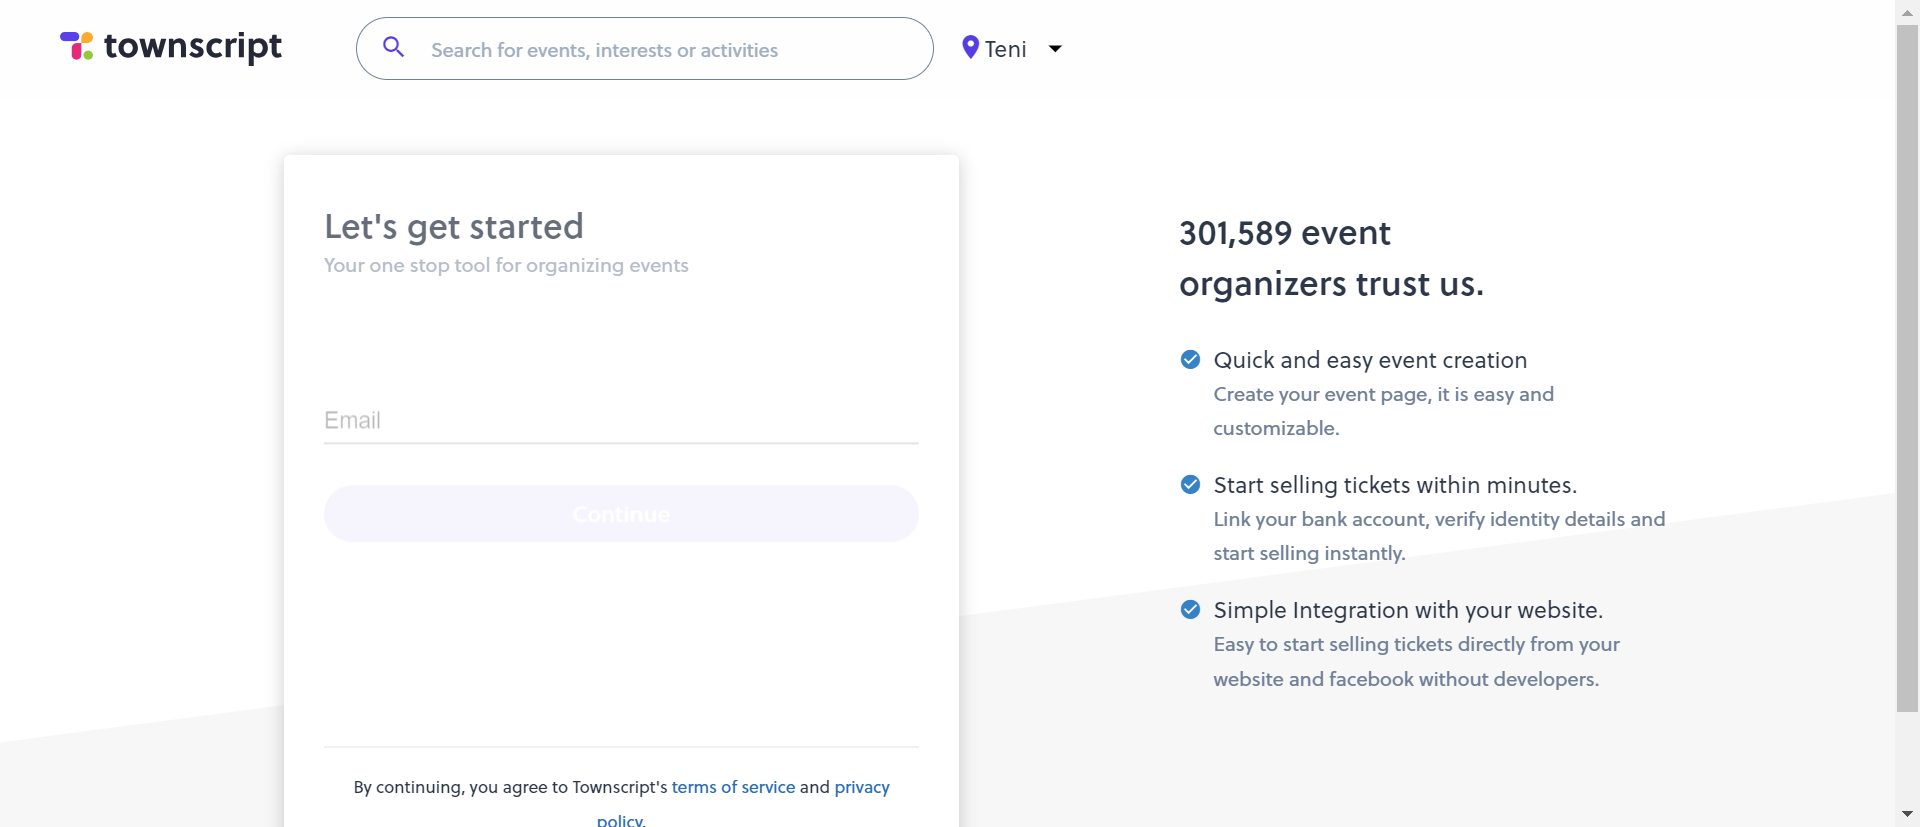 townscript
Search for events, interests or activities
Teni
Let's get started
Your one stop tool for organizing events
Email
Continue
By continuing, you agree to Townscript's terms of service and privacy
policy.
301,589 event
organizers trust us.
Quick and easy event creation
Create your event page, it is easy and
customizable.
Start selling tickets within minutes.
Link your bank account, verify identity details and
start selling instantly.
Simple Integration with your website.
Easy to start selling tickets directly from your
website and facebook without developers.